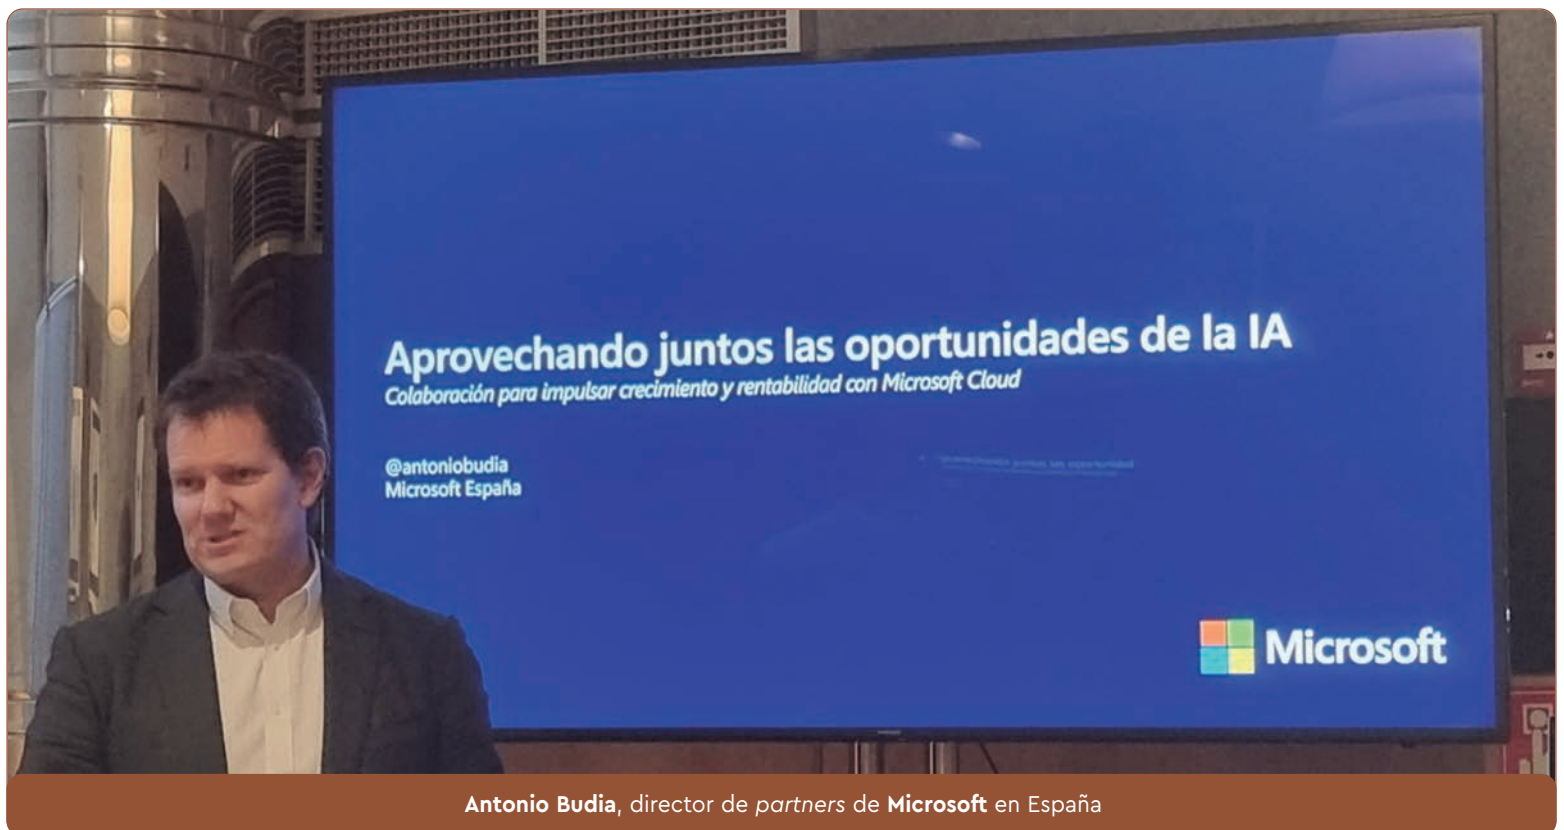 Aprovechando juntos las oportunidades de la IA
Colaboración para impulsar crecimiento y rentabilidad con Microsoft Cloud
@antoniobudia
Microsoft España
Microsoft
Antonio Budia, director de partners de Microsoft en España